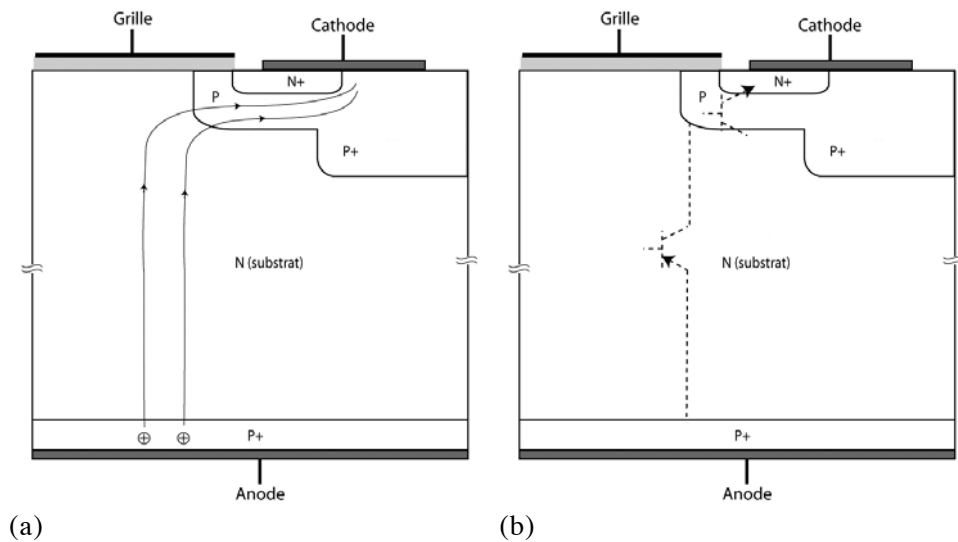 Grille
Cathode
N+
P
P+
N (substrat)
P+
Anode
(a)
Grille
Cathode
N+
P
P+
N (substrat)
P+
Anode
(b)